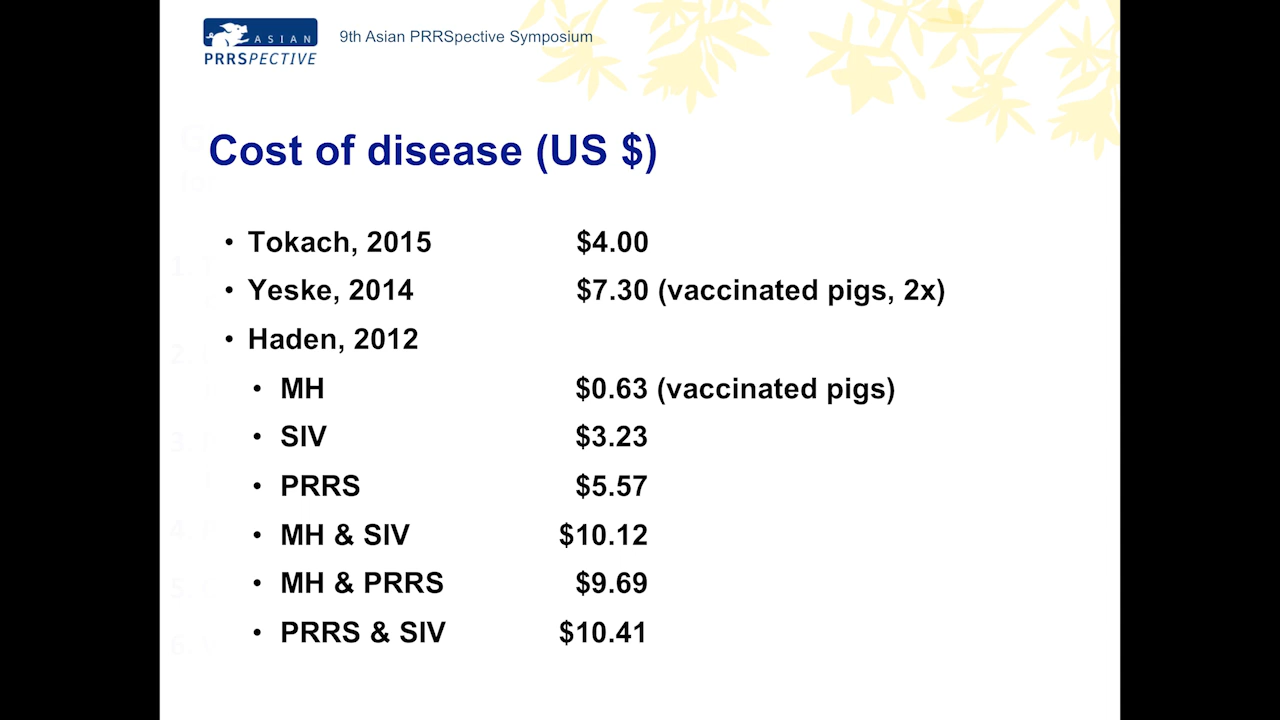 ASIAN
PRRSPECTIVE
9th Asian PRRSpective Symposium
Cost of disease (US $)
• Tokach, 2015 $4.00
• Yeske, 2014 $7.30 (vaccinated pigs, 2x)
• Haden, 2012
• MH $0.63 (vaccinated pigs)
• SIV $3.23
• PRRS $5.57
• MH & SIV $10.12
• MH & PRRS $9.69
• PRRS & SIV $10.41